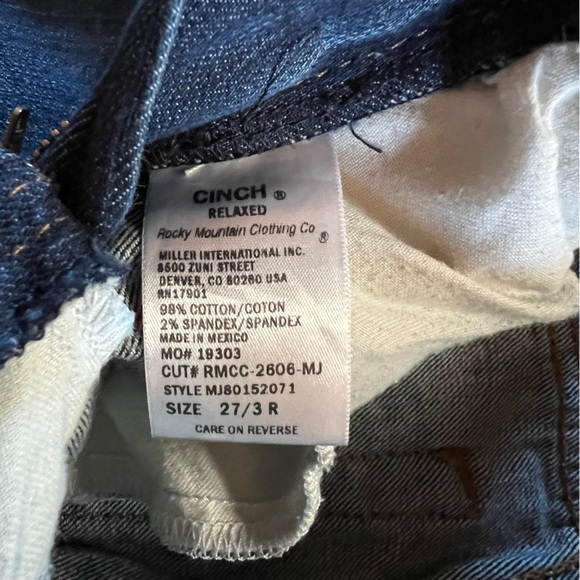 CINCH ®
RELAXED
Rocky Mountain Clothing Co ®
MILLER INTERNATIONAL INC.
8500 ZUNI STREET
DENVER, CO 80260 USA
RN17901
98% COTTON/COTON
2% SPANDEX/SPANDEX
MADE IN MEXICO
MO# 19303
CUT# RMCC-2606-MJ
STYLE MJ80152071
SIZE 27/3 R
CARE ON REVERSE